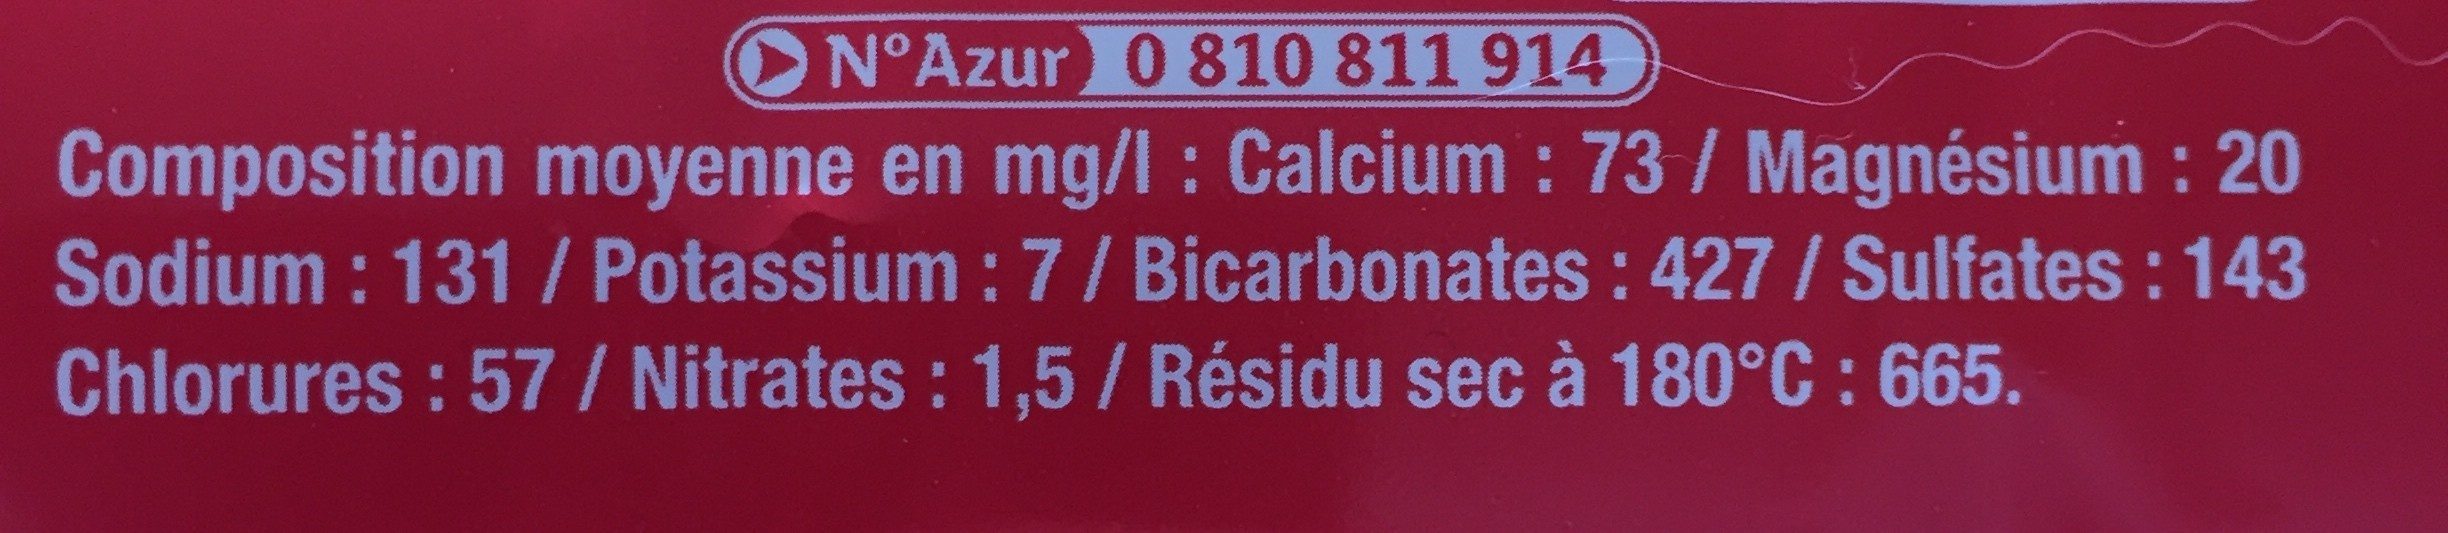 N° Azur 0 810 811 914
Composition moyenne en mg/l : Calcium : 73 / Magnésium : 20
Sodium : 131 / Potassium : 7 / Bicarbonates : 427 / Sulfates : 143
Chlorures : 57 / Nitrates : 1,5 / Résidu sec à 180°C : 665.